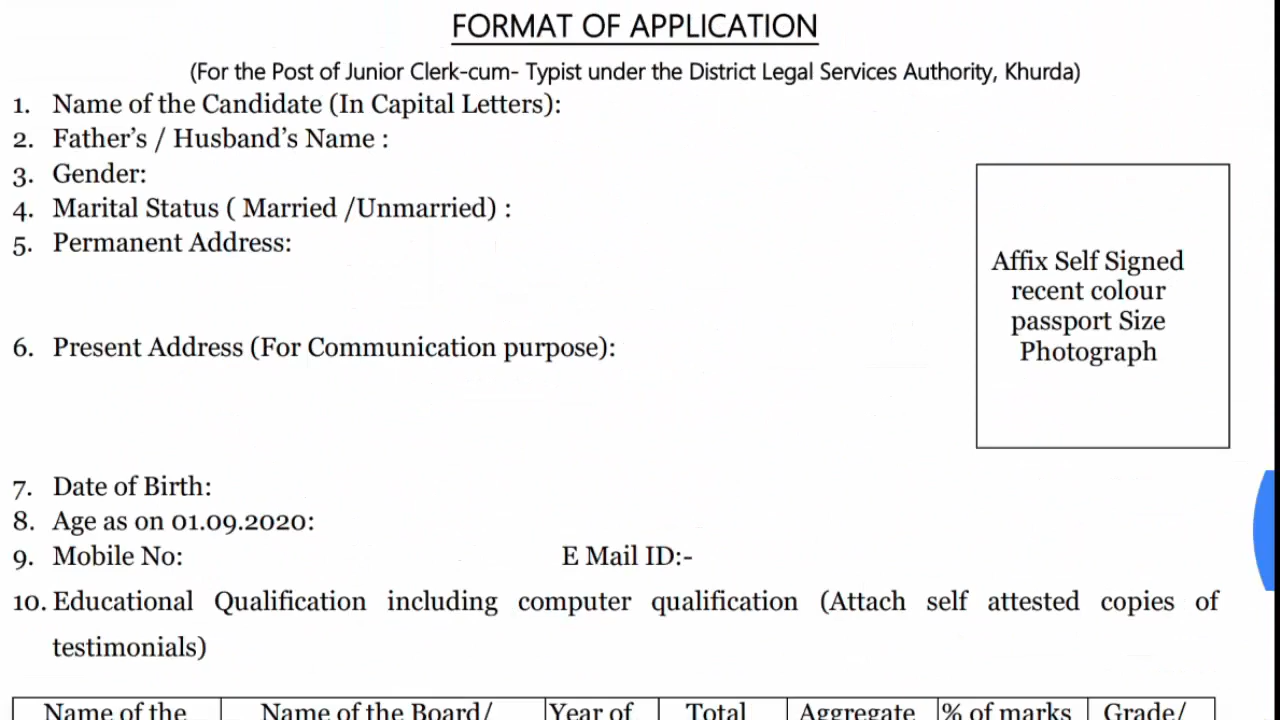 FORMAT OF APPLICATION
(For the Post of Junior Clerk-cum- Typist under the District Legal Services Authority, Khurda)
1. Name of the Candidate (In Capital Letters):
2. Father’s / Husband’s Name :
3. Gender:
4. Marital Status ( Married /Unmarried) :
5. Permanent Address:
Affix Self Signed
recent colour
passport Size
Photograph
6. Present Address (For Communication purpose):
7. Date of Birth:
8. Age as on 01.09.2020:
9. Mobile No: E Mail ID:-
10. Educational Qualification including computer qualification (Attach self attested copies of
testimonials)
Name of the Name of the Board/ Year of Total Aggregate % of marks Grade/